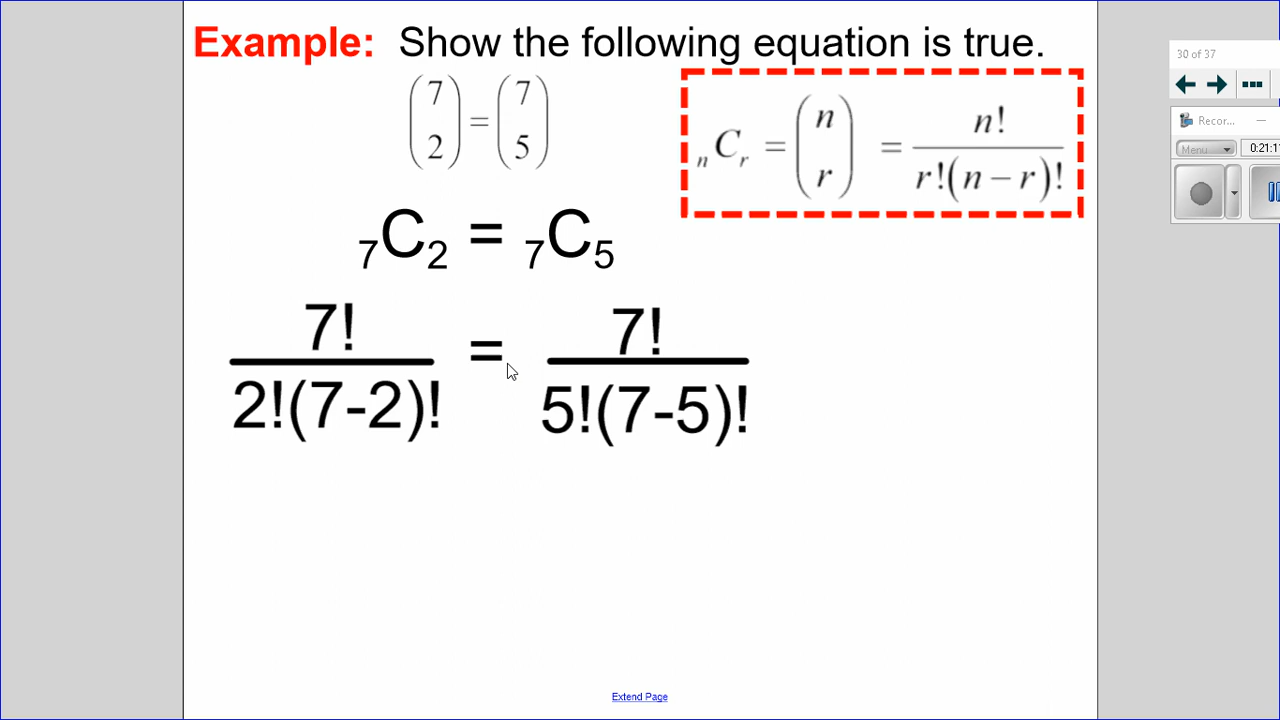 Example: Show the following equation is true.
(7 2) = (7 5)
nCr = (n r) = n! / r!(n − r)!
7C2 = 7C5
7! / 2!(7-2)! = 7! / 5!(7-5)!
Extend Page
30 of 37
Recor...
Menu
0:21:1